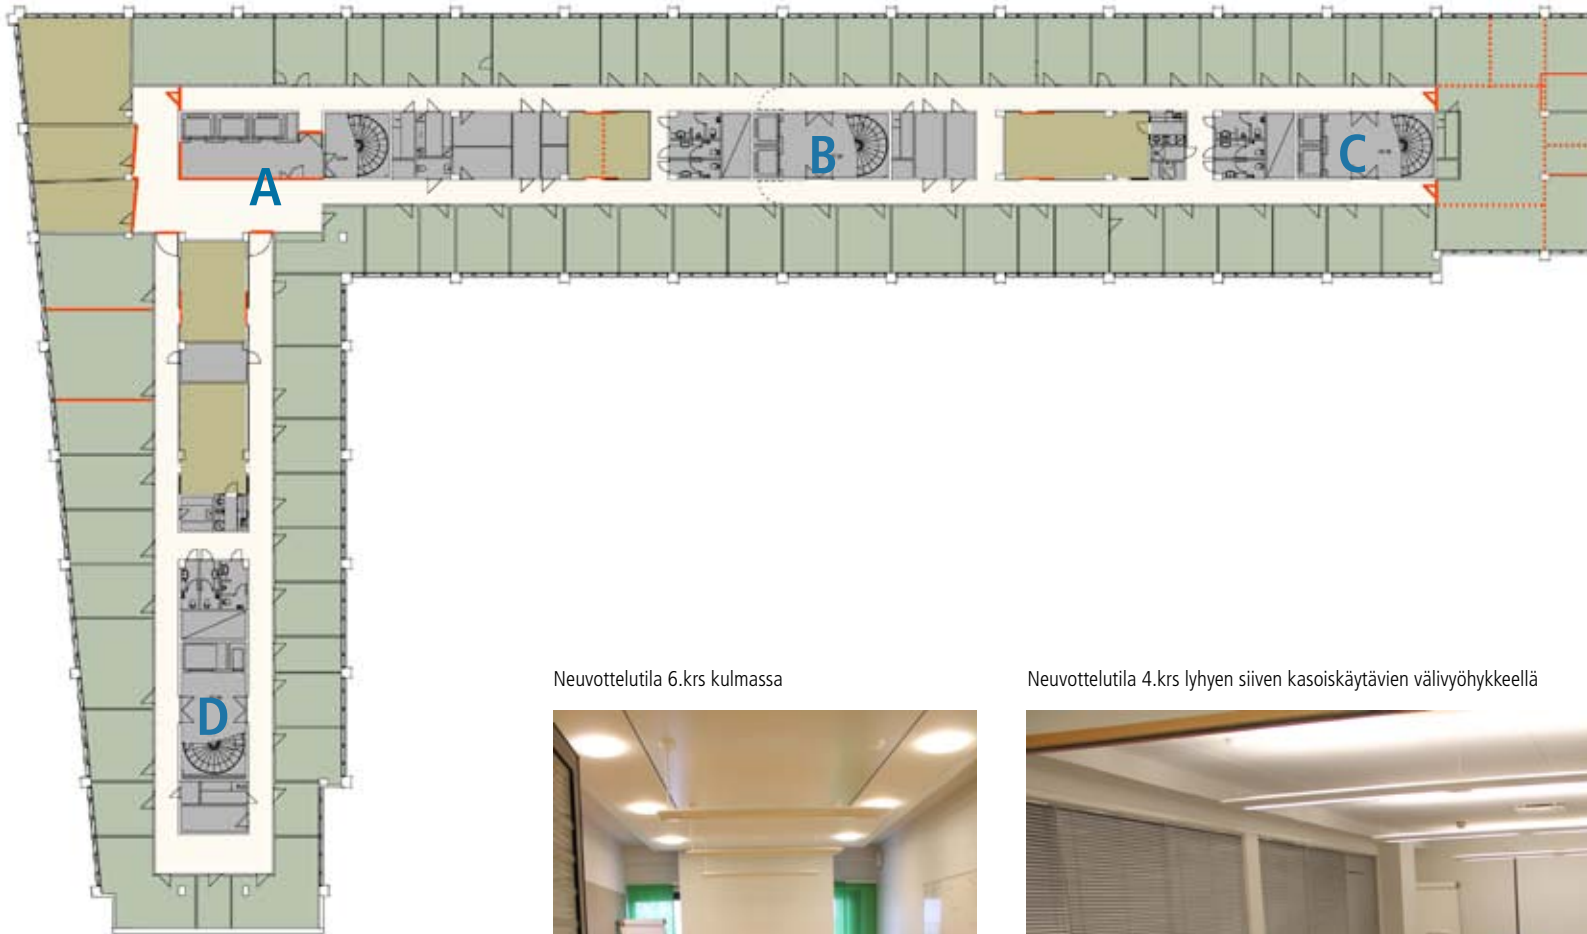 A
B
C
D
Neuvottelutila 6.krs kulmassa
Neuvottelutila 4.krs lyhyen siiven kasoiskäytävien välivyöhykkeellä